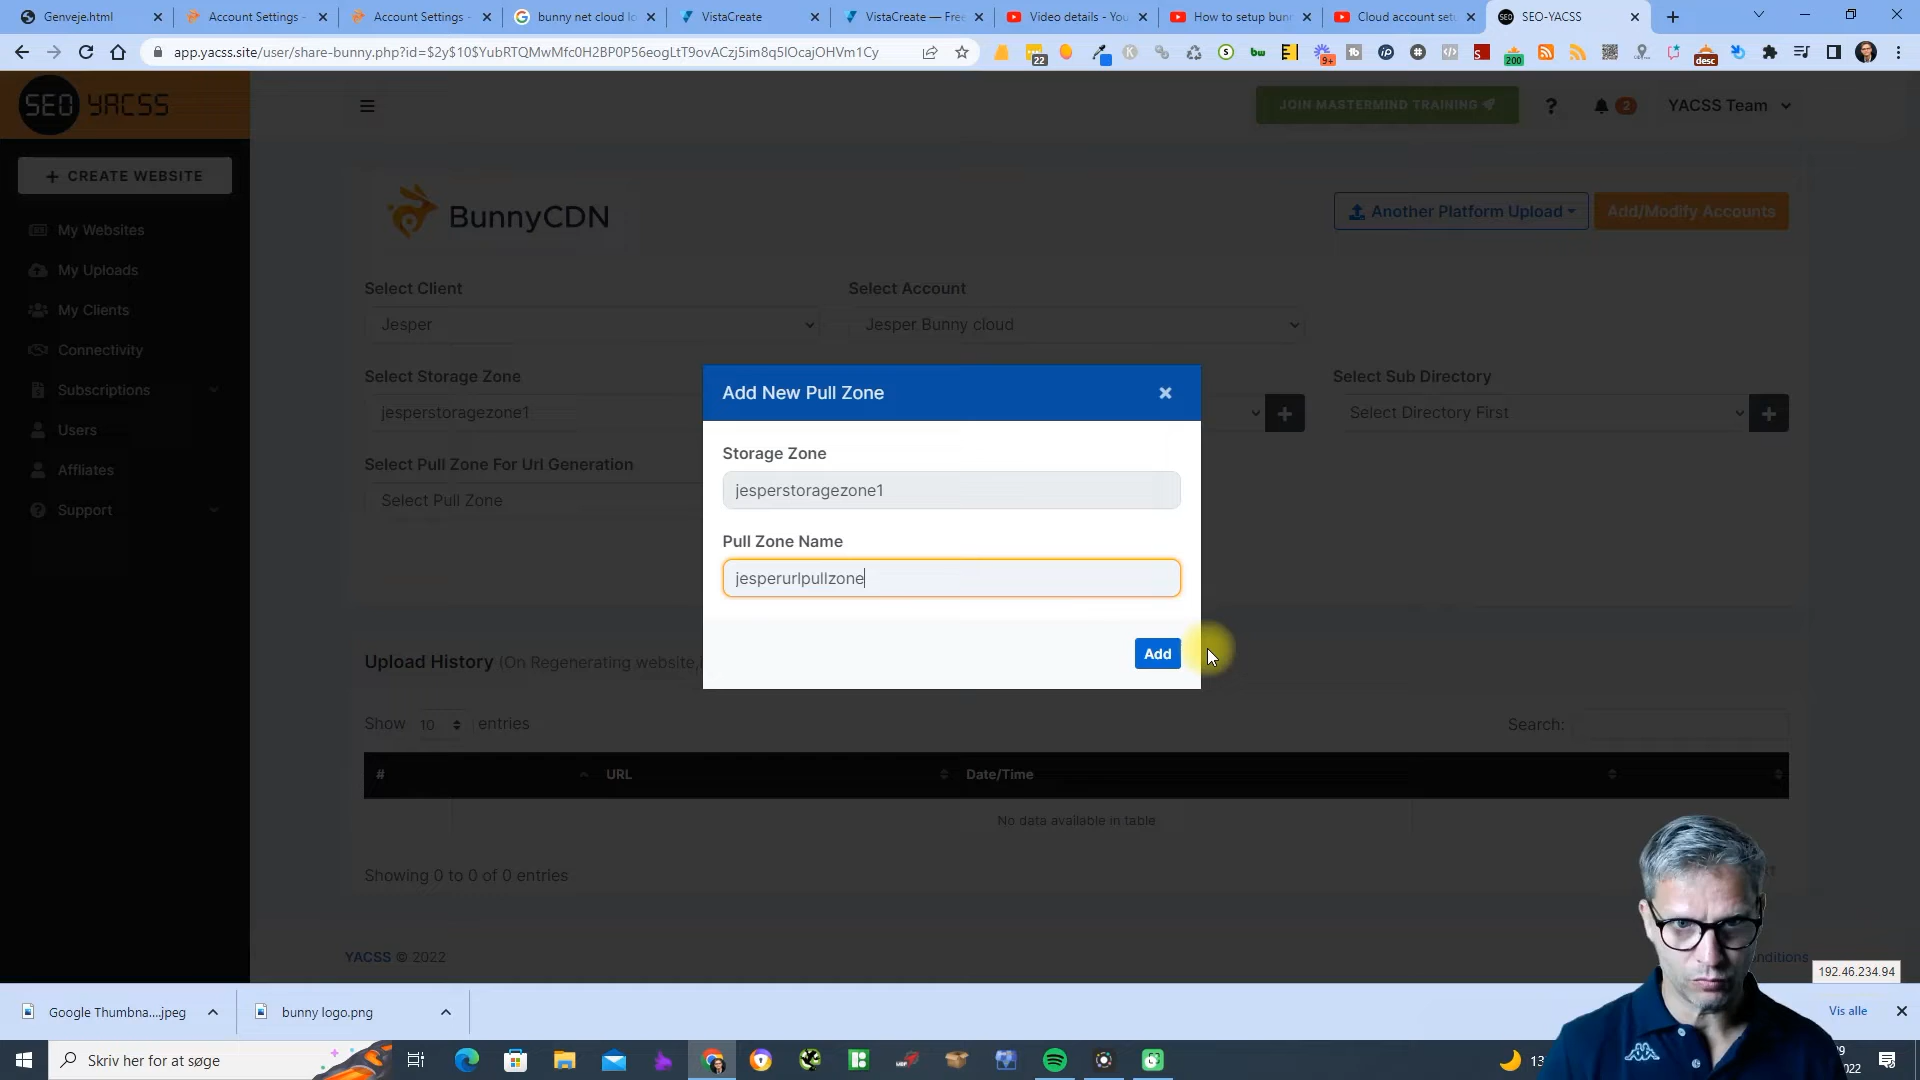 Genveje.html
Account Settings -
Account Settings -
bunny net cloud lo
VistaCreate
VistaCreate — Free
Video details - You
How to setup bunn
Cloud account setu
SEO-YACSS
app.yacss.site/user/share-bunny.php?id=$2y$10$YubRTQMwMfc0H2BP0P56eogLtT9ovACzj5im8q5lOcajOHVm1Cy
22
9+
200
desc
SEO YACSS
JOIN MASTERMIND TRAINING
?
2
YACSS Team
+ CREATE WEBSITE
My Websites
My Uploads
My Clients
Connectivity
Subscriptions
Users
Affliates
Support
BunnyCDN
Another Platform Upload
Add/Modify Accounts
Select Client
Select Account
Jesper
Jesper Bunny cloud
Select Storage Zone
Select Sub Directory
jesperstoragezone1
Select Directory First
Select Pull Zone For Url Generation
Select Pull Zone
Add New Pull Zone
Storage Zone
jesperstoragezone1
Pull Zone Name
jesperurlpullzone
Add
Upload History (On Regenerating website,
Show 10 entries
Search:
# URL Date/Time
No data available in table
Showing 0 to 0 of 0 entries
YACSS © 2022
nditions
192.46.234.94
Google Thumbna....jpeg
bunny logo.png
Vis alle
Skriv her for at søge